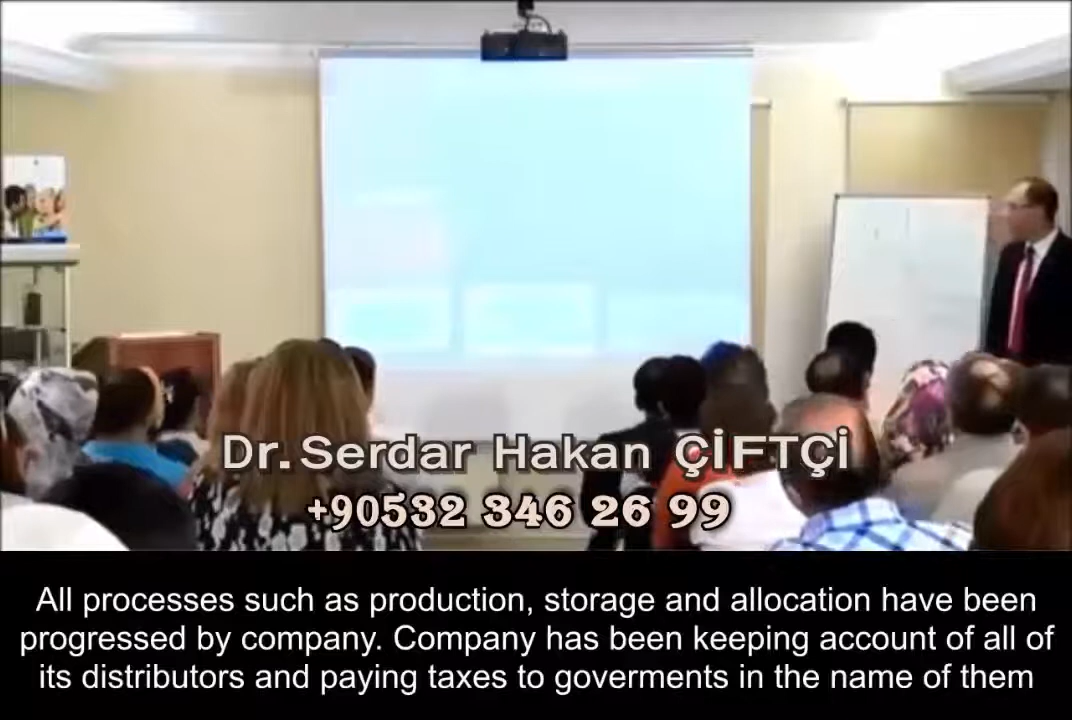 Dr. Serdar Hakan ÇİFTÇİ
+90532 346 26 99
All processes such as production, storage and allocation have been
progressed by company. Company has been keeping account of all of
its distributors and paying taxes to goverments in the name of them